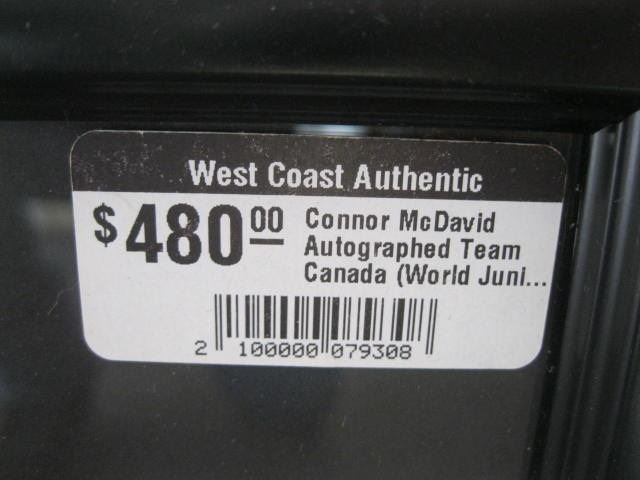 West Coast Authentic
$480.00 Connor McDavid
Autographed Team
Canada (World Juni...
2 100000 079308